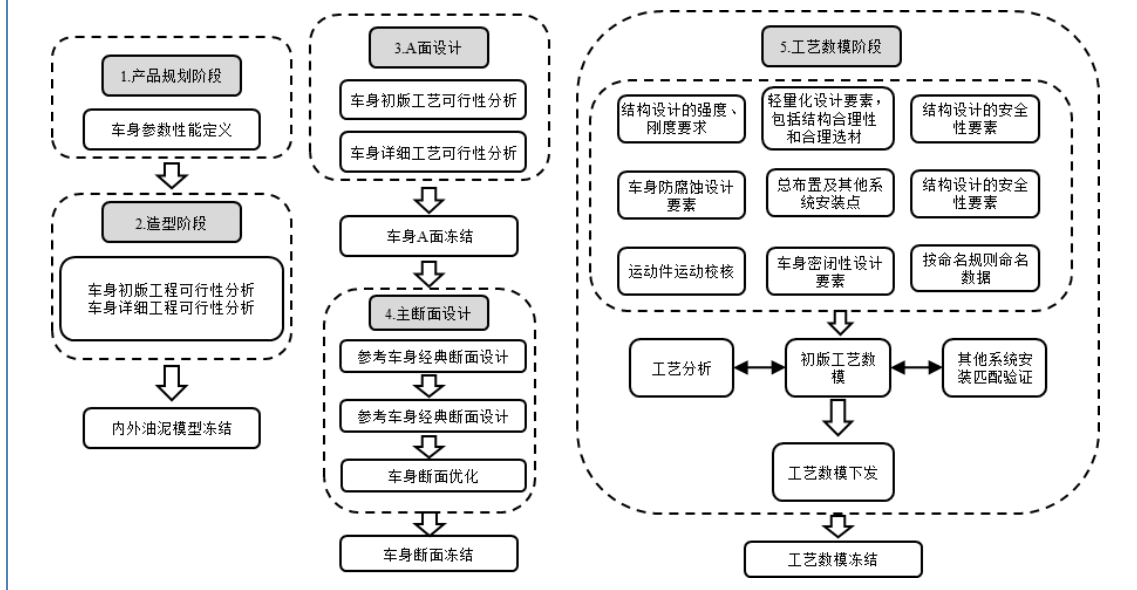 1.产品规划阶段
车身参数性能定义
2.造型阶段
车身初版工程可行性分析
车身详细工程可行性分析
内外油泥模型冻结
3.A面设计
车身初版工艺可行性分析
车身详细工艺可行性分析
车身A面冻结
4.主断面设计
参考车身经典断面设计
参考车身经典断面设计
车身断面优化
车身断面冻结
5.工艺数模阶段
结构设计的强度、
刚度要求
轻量化设计要素，
包括结构合理性
和合理选材
结构设计的安全
性要素
车身防腐蚀设计
要素
总布置及其他系
统安装点
结构设计的安全
性要素
运动件运动校核
车身密闭性设计
要素
按命名规则命名
数据
工艺分析
初版工艺数
模
其他系统安
装匹配验证
工艺数模下发
工艺数模冻结